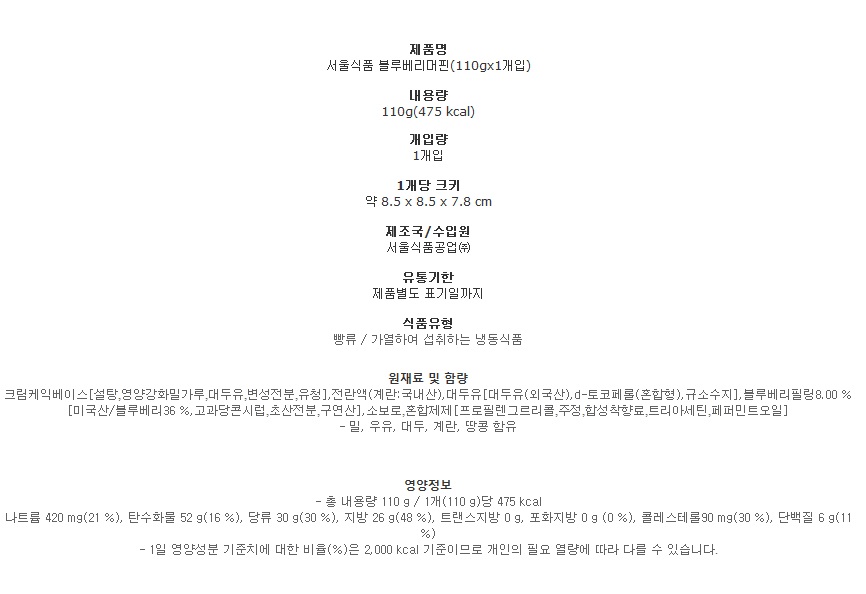 제품명
서울식품 블루베리머핀(110gx1개입)
내용량
110g(475 kcal)
개입량
1개입
1개당 크키
약 8.5 x 8.5 x 7.8 cm
제조국/수입원
서울식품공업㈜
유통기한
제품별도 표기일까지
식품유형
빵류 / 가열하여 섭취하는 냉동식품
원재료 및 함량
크림케익베이스[설탕,영양강화밀가루,대두유,변성전분,유청],전란액(계란:국내산),대두유[대두유(외국산),d-토코페롤(혼합형),규소수지],블루베리필링8.00 %
[미국산/블루베리36 %,고과당콘시럽,초산전분,구연산],소보로,혼합제제[프로필렌그르리콜,주정,합성착향료,트리아세틴,페퍼민트오일]
- 밀, 우유, 대두, 계란, 땅콩 함유
영양정보
- 총 내용량 110 g / 1개(110 g)당 475 kcal
나트륨 420 mg(21 %), 탄수화물 52 g(16 %), 당류 30 g(30 %), 지방 26 g(48 %), 트랜스지방 0 g, 포화지방 0 g (0 %), 콜레스테롤90 mg(30 %), 단백질 6 g(11
%)
- 1일 영양성분 기준치에 대한 비율(%)은 2,000 kcal 기준이므로 개인의 필요 열량에 따라 다를 수 있습니다.